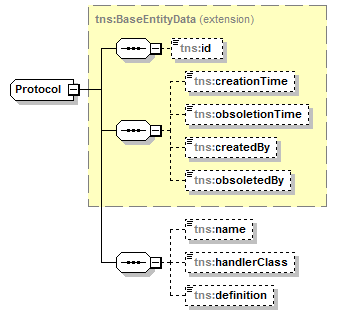 tns:BaseEntityData (extension)
tns:id
Protocol
tns:creationTime
tns:obsoletionTime
tns:createdBy
tns:obsoletedBy
tns:name
tns:handlerClass
tns:definition